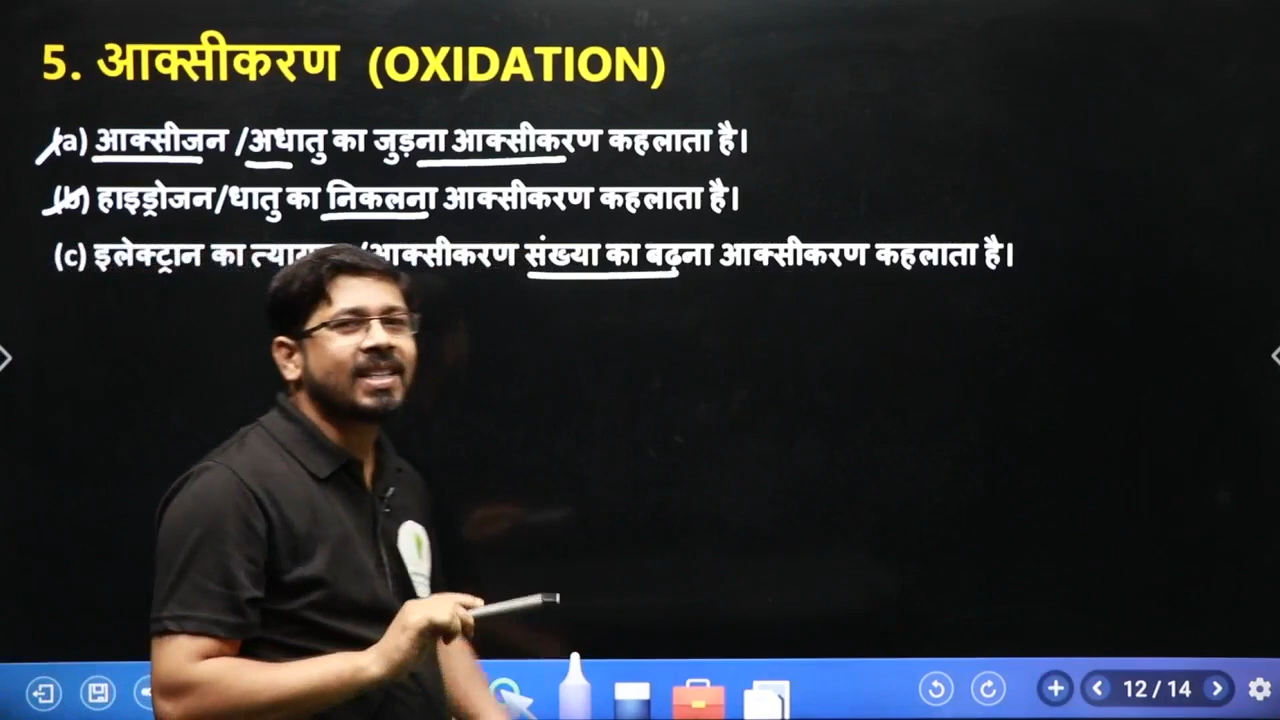 5. आक्सीकरण (OXIDATION)
(a) आक्सीजन /अधातु का जुड़ना आक्सीकरण कहलाता है।
(b) हाइड्रोजन/धातु का निकलना आक्सीकरण कहलाता है।
(c) इलेक्ट्रान का /आक्सीकरण संख्या का बढ़ना आक्सीकरण कहलाता है।
12 / 14